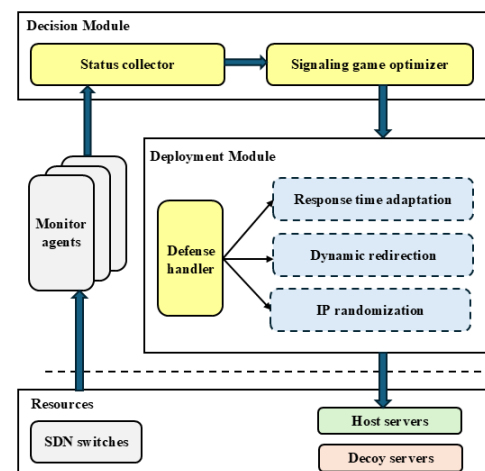 Decision Module
Status collector
Signaling game optimizer
Deployment Module
Monitor
agents
Defense
handler
Response time adaptation
Dynamic redirection
IP randomization
Resources
SDN switches
Host servers
Decoy servers